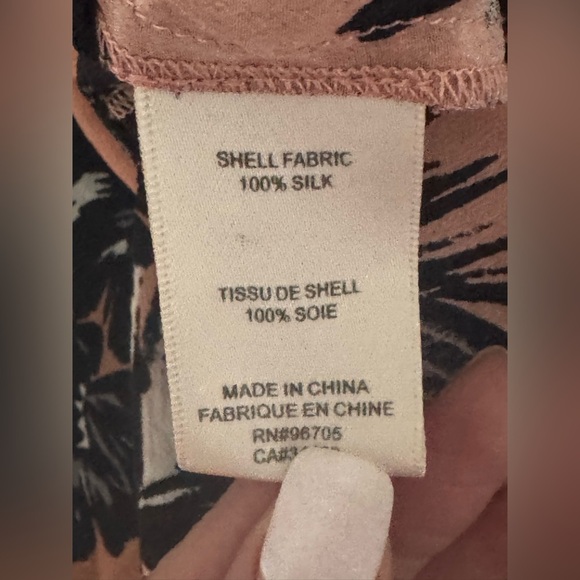 SHELL FABRIC
100% SILK
TISSU DE SHELL
100% SOIE
MADE IN CHINA
FABRIQUE EN CHINE
RN#96705